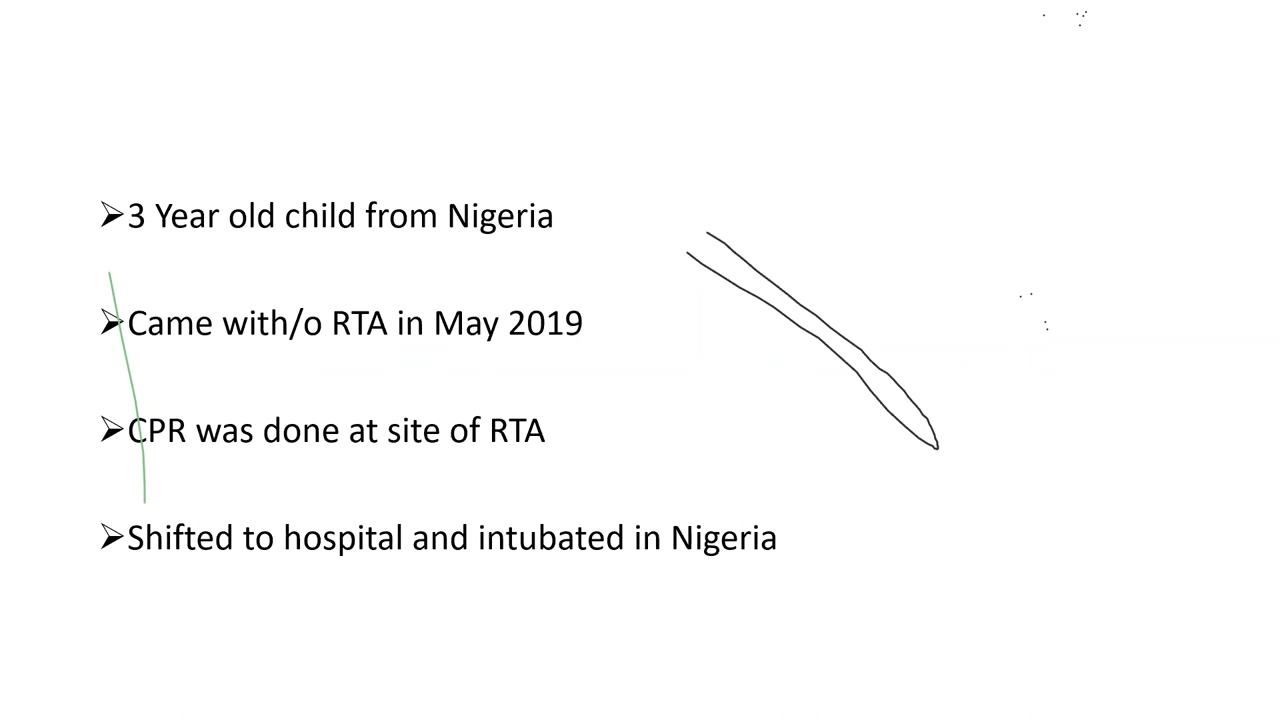 ➢3 Year old child from Nigeria
➢Came with/o RTA in May 2019
➢CPR was done at site of RTA
➢Shifted to hospital and intubated in Nigeria